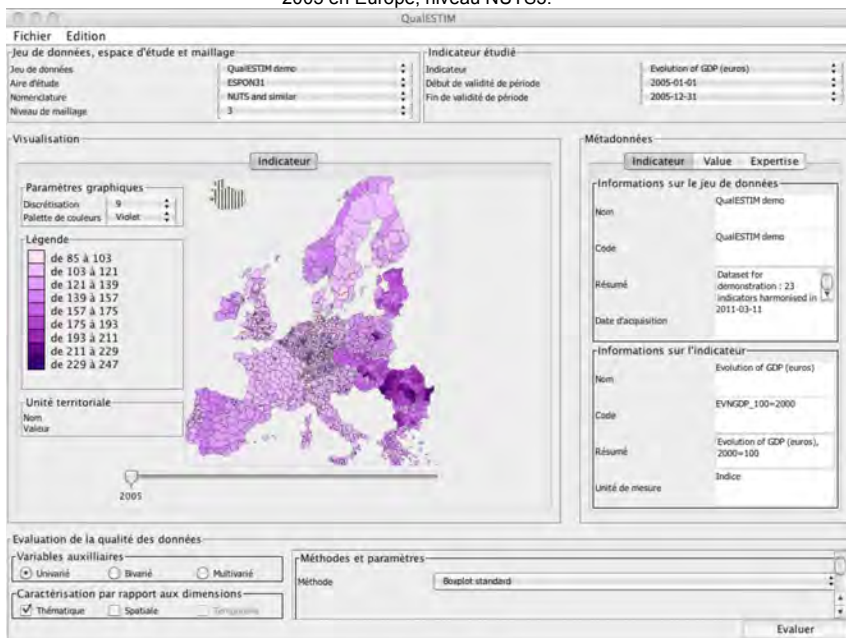 2005 en Europe, niveau NUTS3.
QualESTIM
Fichier Edition
Jeu de données, espace d'étude et maillage
Jeu de données QualESTIM demo
Aire d'étude ESPON31
Nomenclature NUTS and similar
Niveau de maillage 3
Indicateur étudié
Indicateur Evolution of GDP (euros)
Début de validité de période 2005-01-01
Fin de validité de période 2005-12-31
Visualisation
Indicateur
Paramètres graphiques
Discrétisation 9
Palette de couleurs Violet
Légende
de 85 à 103
de 103 à 121
de 121 à 139
de 139 à 157
de 157 à 175
de 175 à 193
de 193 à 211
de 211 à 229
de 229 à 247
Unité territoriale
Nom
Valeur
2005
Métadonnées
Indicateur Value Expertise
Informations sur le jeu de données
Nom QualESTIM demo
Code QualESTIM demo
Résumé Dataset for
demonstration : 23
indicators harmonised in
Date d'acquisition 2011-03-11
Informations sur l'indicateur
Nom Evolution of GDP (euros)
Code EVNGDP_100=2000
Résumé Evolution of GDP (euros),
2000=100
Unité de mesure Indice
Evaluation de la qualité des données
Variables auxilliaires
Univarié Bivarié Multivarié
Caractérisation par rapport aux dimensions
Thématique Spatiale Temporelle
Méthodes et paramètres
Méthode Boxplot standard
Evaluer